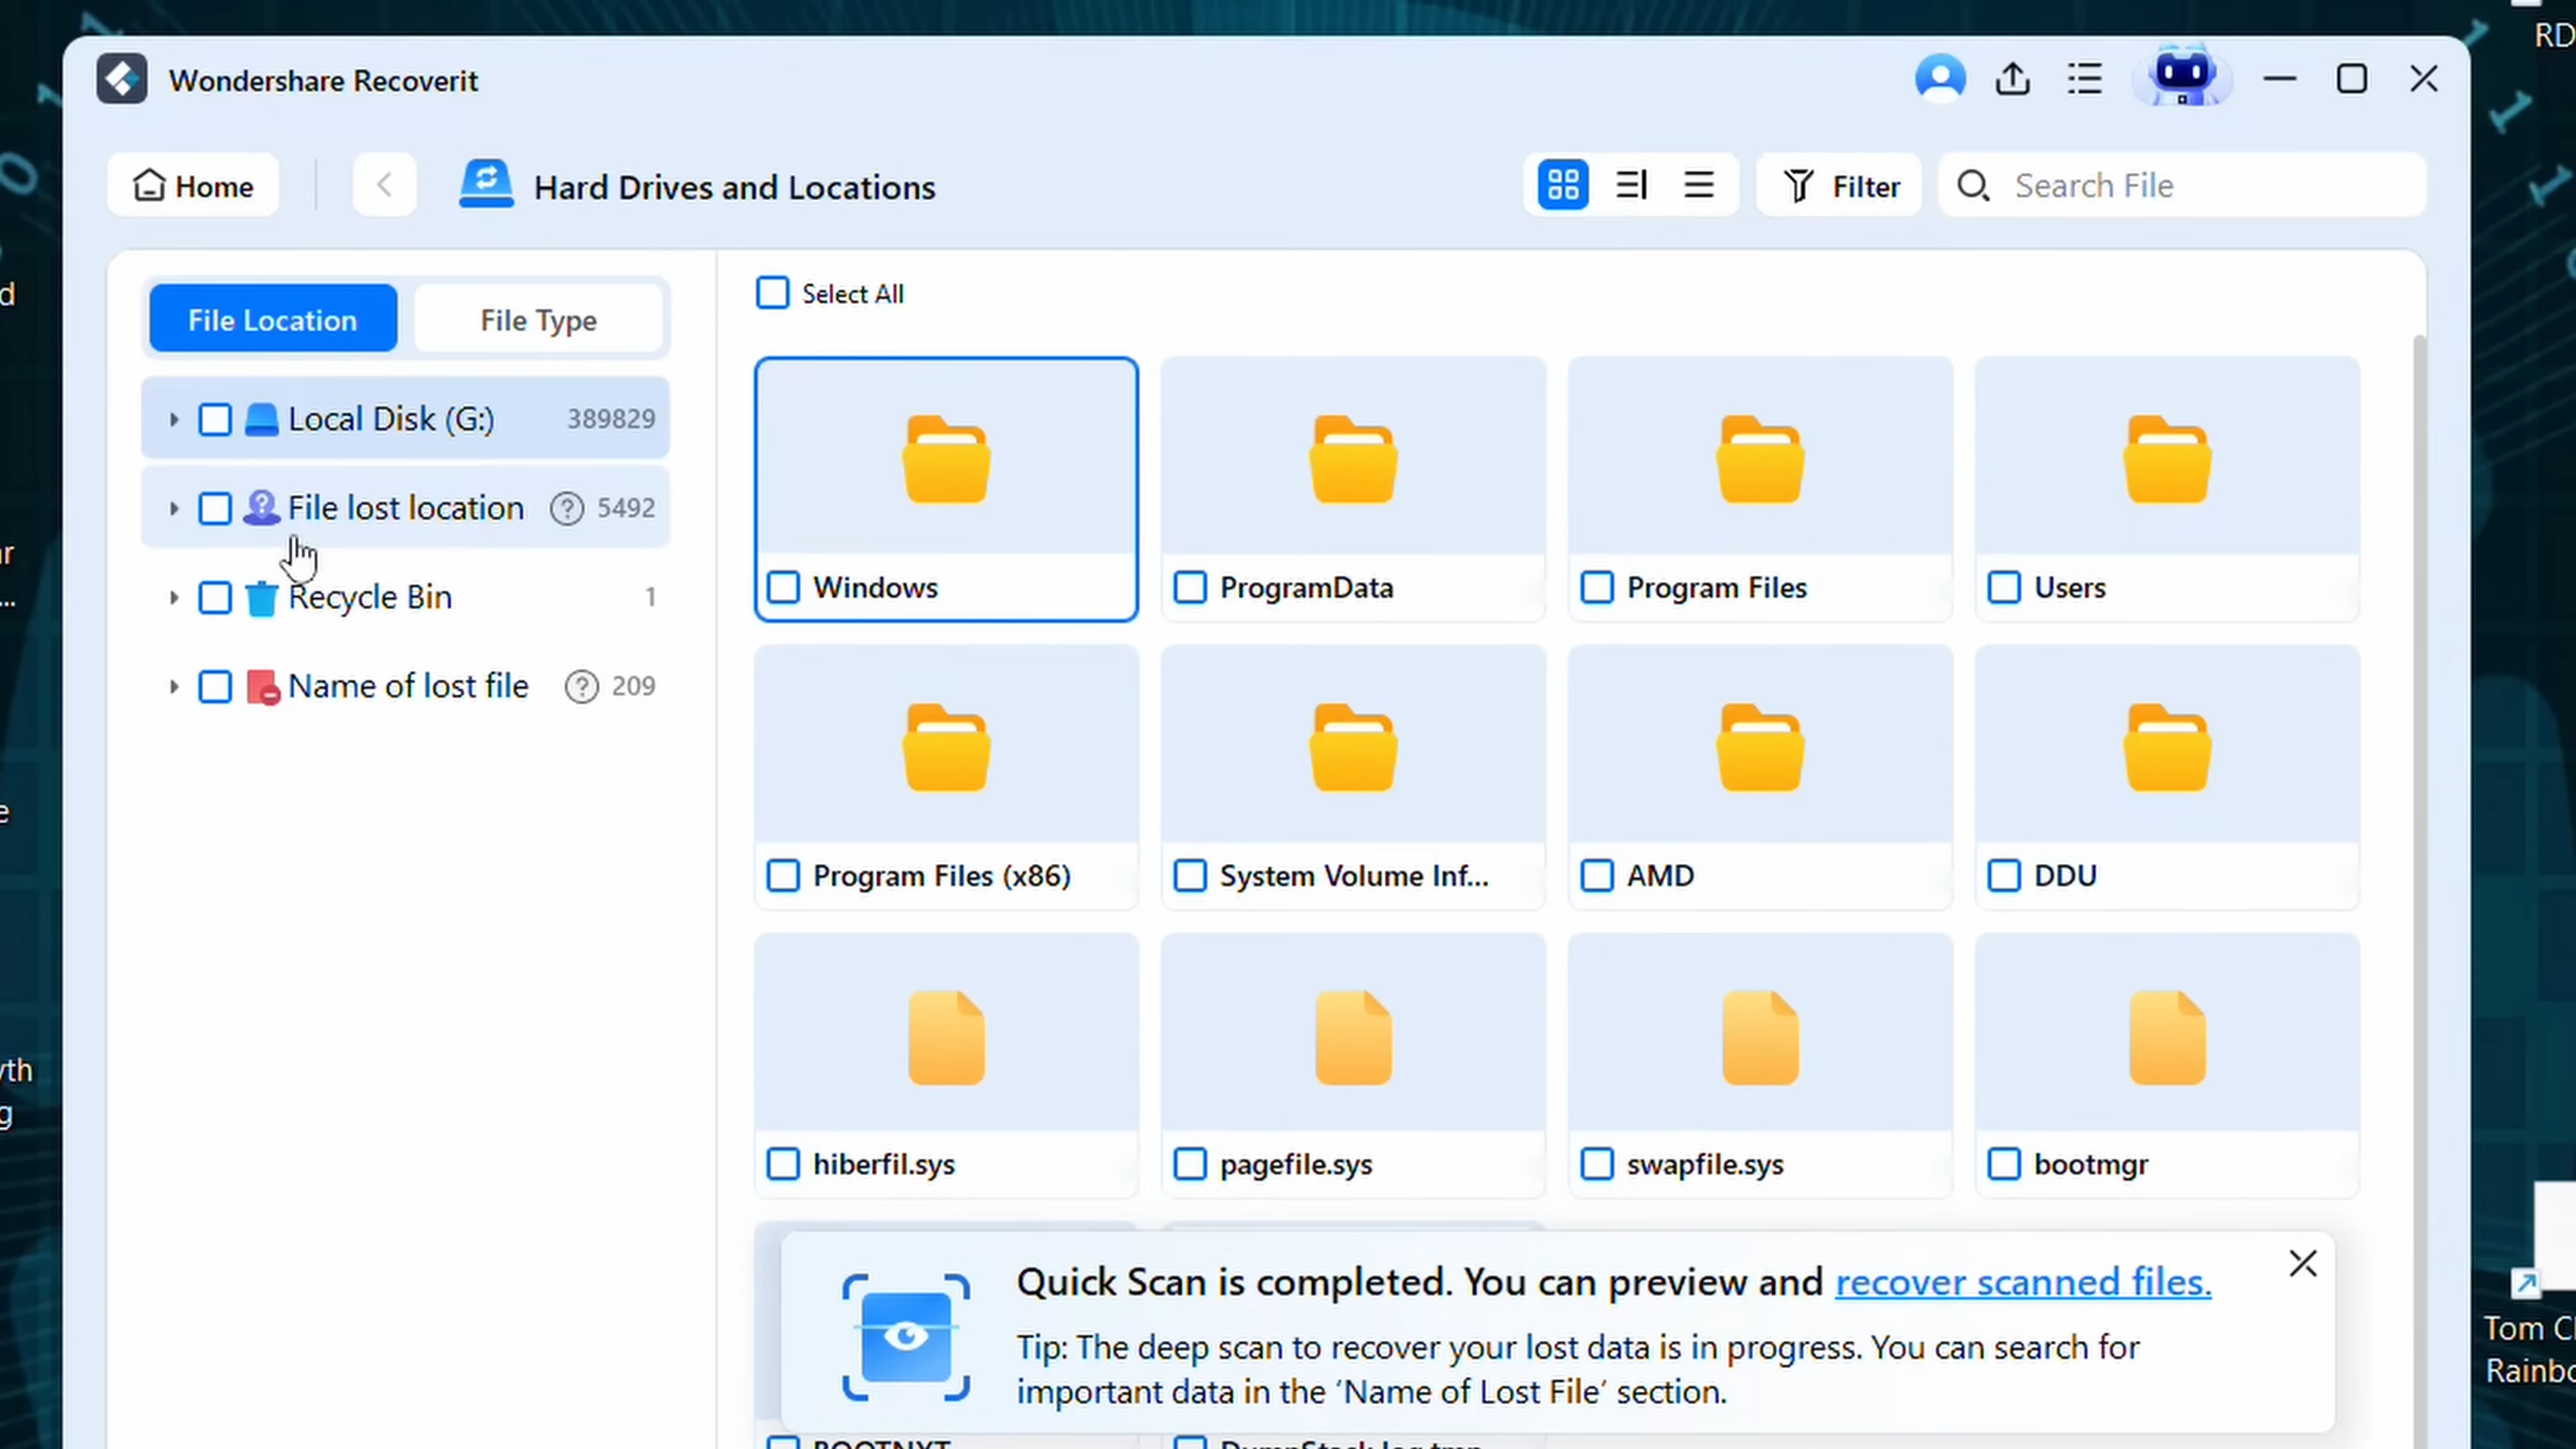 RD
Wondershare Recoverit
Home
Hard Drives and Locations
Filter
Search File
File Location
File Type
Select All
Local Disk (G:) 389829
File lost location ? 5492
Recycle Bin 1
Name of lost file ? 209
Windows
ProgramData
Program Files
Users
Program Files (x86)
System Volume Inf...
AMD
DDU
hiberfil.sys
pagefile.sys
swapfile.sys
bootmgr
Quick Scan is completed. You can preview and recover scanned files.
Tip: The deep scan to recover your lost data is in progress. You can search for
important data in the ‘Name of Lost File’ section.
Tom C
Rainbo